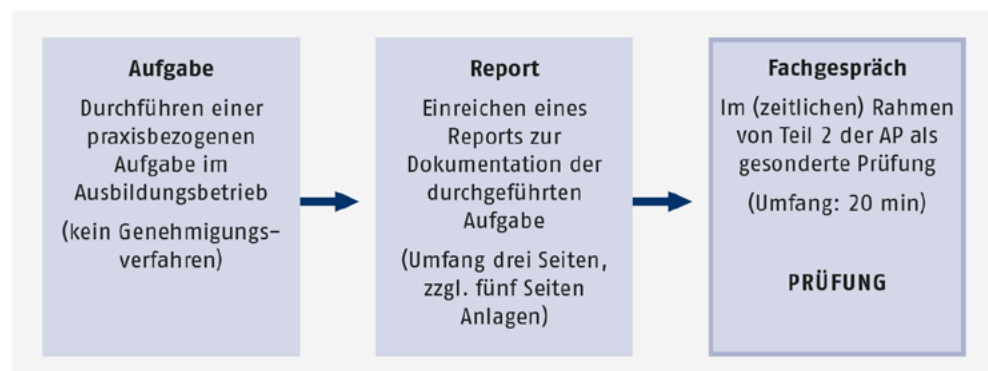 Aufgabe
Durchführen einer
praxisbezogenen
Aufgabe im
Ausbildungsbetrieb
(kein Genehmigungs-
verfahren)
Report
Einreichen eines
Reports zur
Dokumentation der
durchgeführten
Aufgabe
(Umfang drei Seiten,
zzgl. fünf Seiten
Anlagen)
Fachgespräch
Im (zeitlichen) Rahmen
von Teil 2 der AP als
gesonderte Prüfung
(Umfang: 20 min)
PRÜFUNG